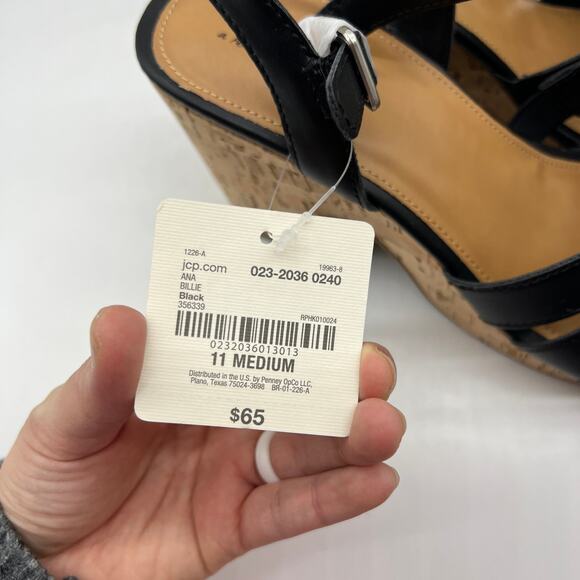 a
1226-A
19963-8
jcp.com
023-2036 0240
ANA
BILLIE
Black
356339
RPHK010024
0232036013013
11 MEDIUM
Distributed in the U.S. by Penney OpCo LLC,
Plano, Texas 75024-3698 BR-01-226-A
$65